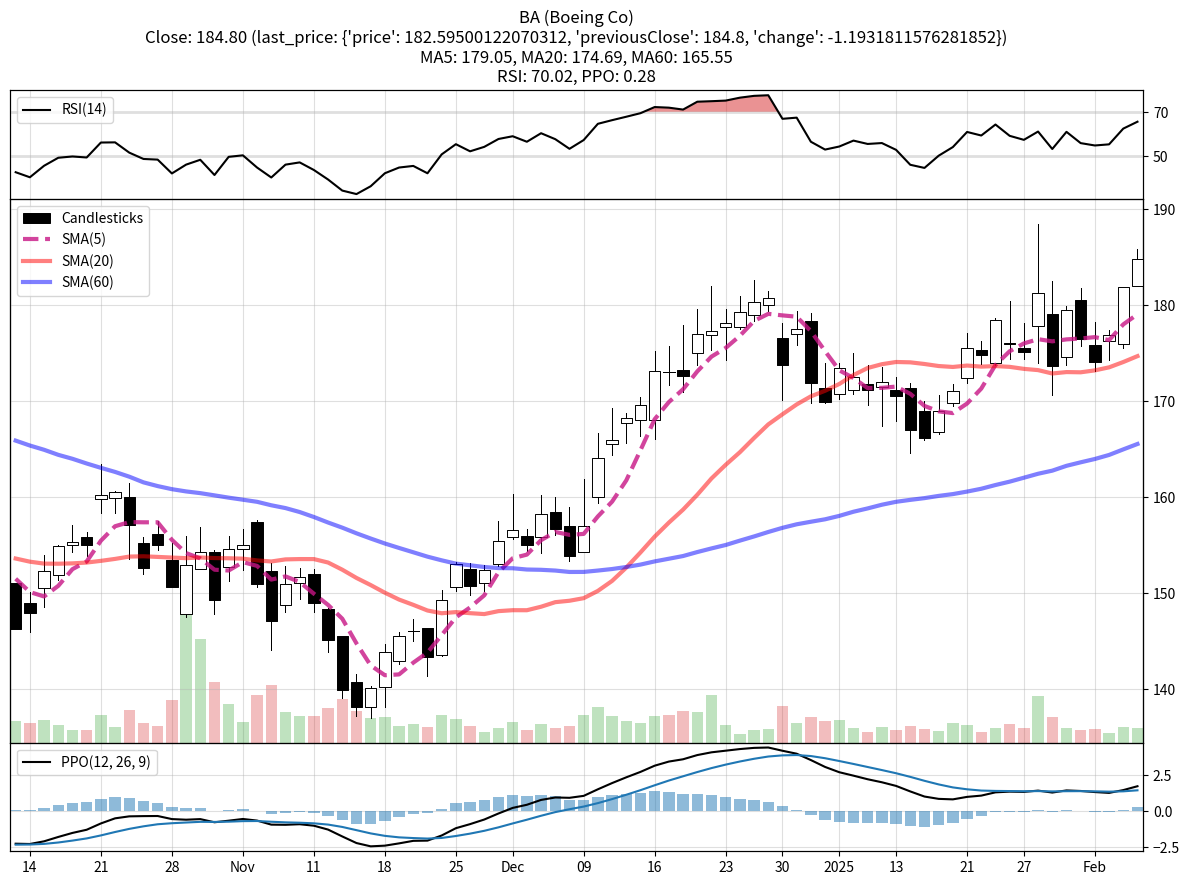 BA (Boeing Co)
Close: 184.80 (last_price: {'price': 182.59500122070312, 'previousClose': 184.8, 'change': -1.1931811576281852})
MA5: 179.05, MA20: 174.69, MA60: 165.55
RSI: 70.02, PPO: 0.28
RSI(14)
70
50
Candlesticks
SMA(5)
SMA(20)
SMA(60)
190
180
170
160
150
140
PPO(12, 26, 9)
2.5
0.0
−2.5
14 21 28 Nov 11 18 25 Dec 09 16 23 30 2025 13 21 27 Feb